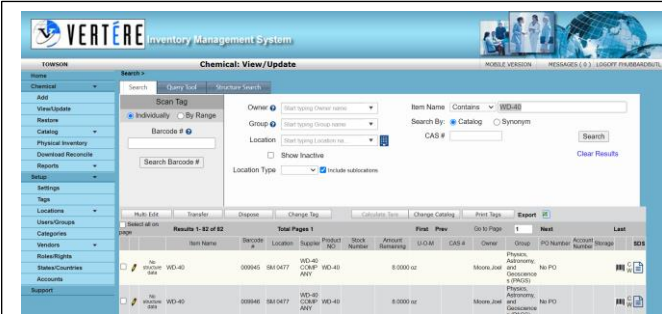 VERTÉRE Inventory Management System
TOWSON
Chemical: View/Update
MOBILE VERSION MESSAGES ( 0 ) LOGOFF
Home
Chemical
Add
View/Update
Restore
Catalog
Physical Inventory
Download Reconcile
Reports
Setup
Settings
Tags
Locations
Users/Groups
Categories
Vendors
Roles/Rights
States/Countries
Accounts
Support
Search >
Search Query Tool Structure Search
Scan Tag
Individually By Range
Barcode #
Search Barcode #
Owner Start typing Owner name
Group Start typing Group name
Location Start typing Location na...
Show Inactive
Location Type Include sublocations
Item Name Contains WD-40
Search By: Catalog Synonym
CAS #
Search
Clear Results
Multi Edit Transfer Dispose Change Tag Calculate Tare Change Catalog Print Tags Export
Select all on page
Results 1- 82 of 82 Total Pages 1 First Prev Go to Page 1 Next Last
Item Name Barcode # Location Supplier Product NO Stock Number Amount Remaining U.O.M CAS # Owner Group PO Number Account Number Storage SDS
No structure data WD-40 009945 SM 0477 WD-40 COMPANY WD-40 8.0000 oz Moore,Joel Physics, Astronomy, and Geosciences (PAGS) No PO
No structure data WD-40 009946 SM 0477 WD-40 COMPANY WD-40 8.0000 oz Moore,Joel Physics, Astronomy, and Geoscience